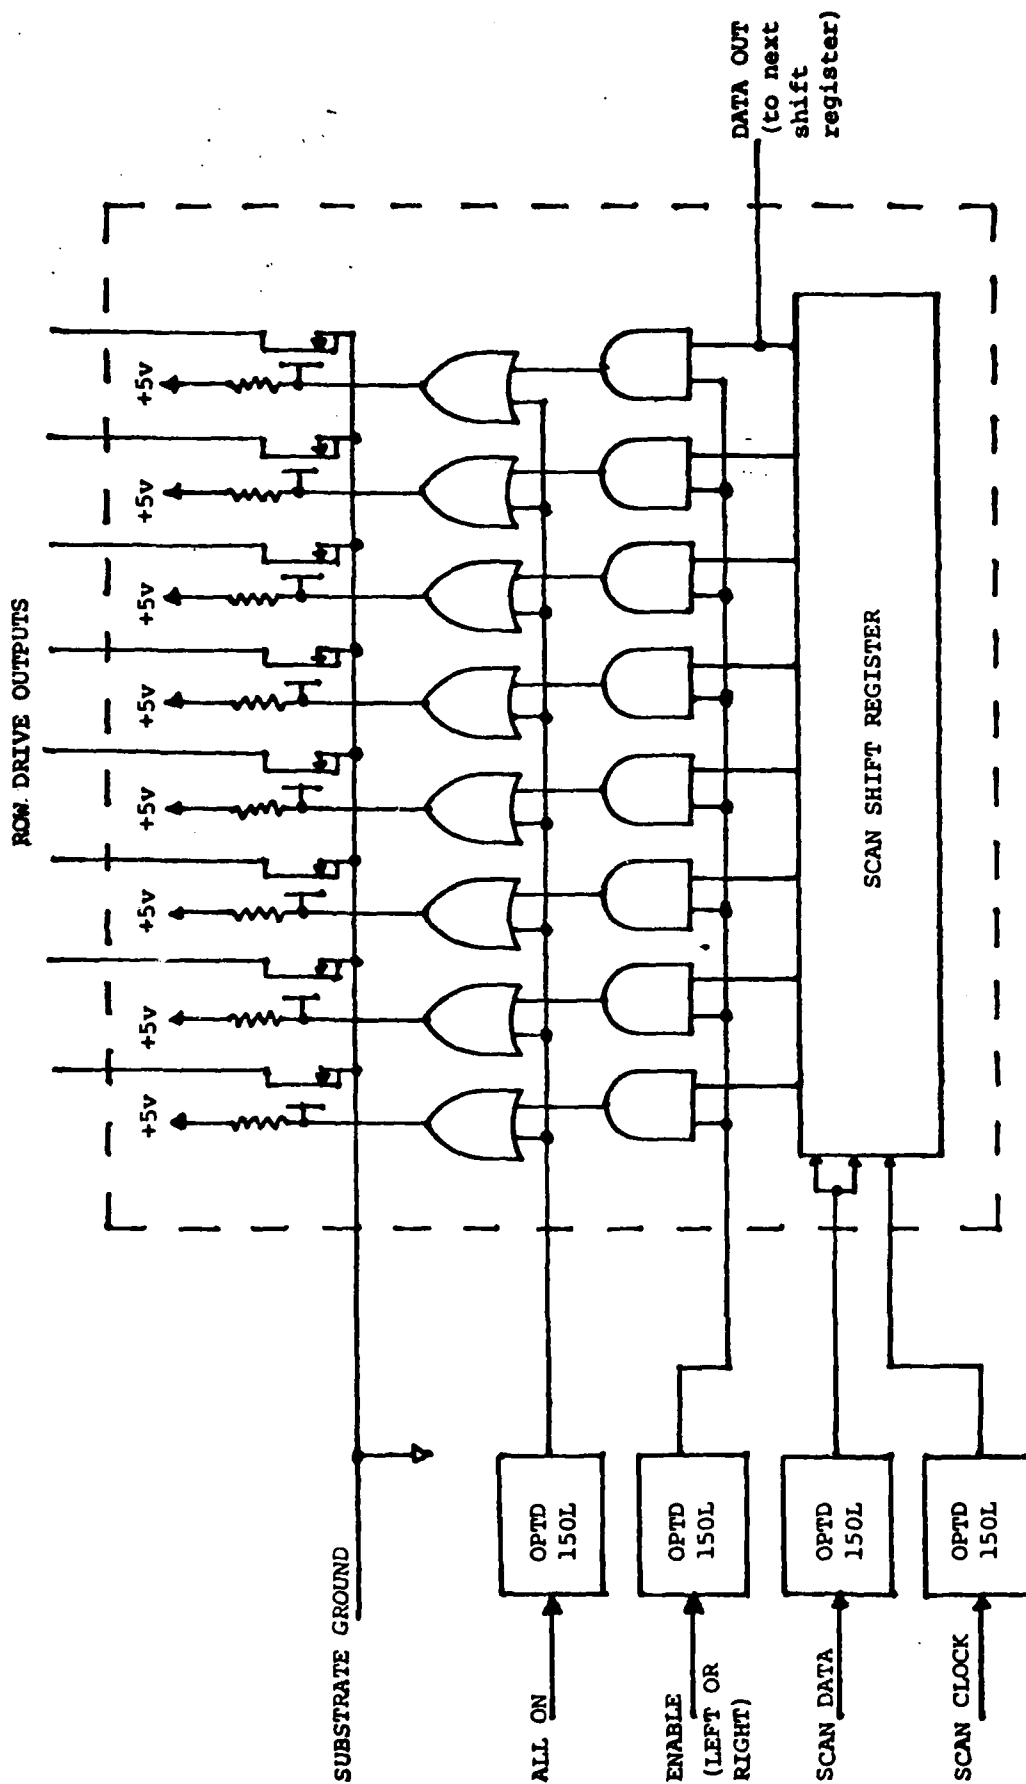 ROW DRIVE OUTPUTS
+5v
+5v
+5v
+5v
+5v
+5v
+5v
+5v
SUBSTRATE GROUND
ALL ON
OPTD
150L
ENABLE
(LEFT OR
RIGHT)
OPTD
150L
SCAN DATA
OPTD
150L
SCAN CLOCK
OPTD
150L
SCAN SHIFT REGISTER
DATA OUT
(to next
shift
register)